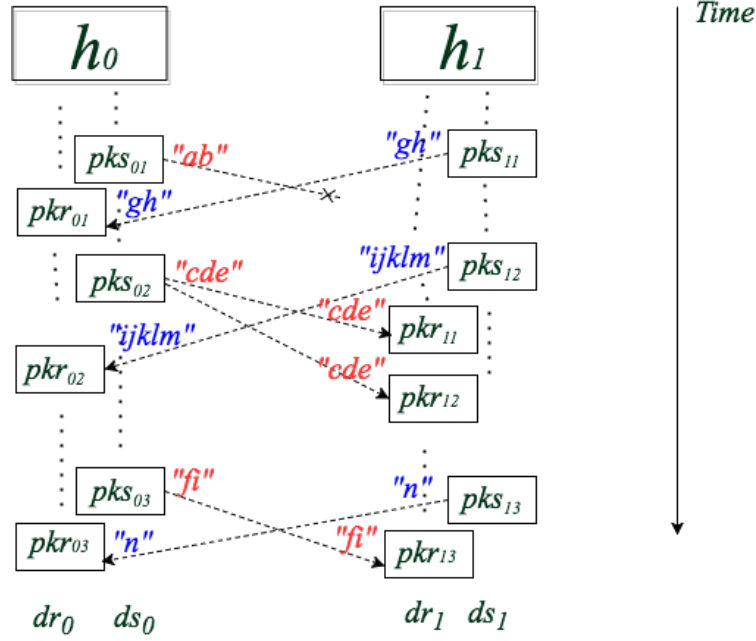 Time
h0 h1
"gh"
pks01 "ab" pks11
pkr01 "gh"
"ijklm"
pks02 "cde" pks12
"cde"
"ijklm" pkr11
pkr02 "cde"
pkr12
pks03 "fi" "n" pks13
pkr03 "n" "fi" pkr13
dr0 ds0 dr1 ds1